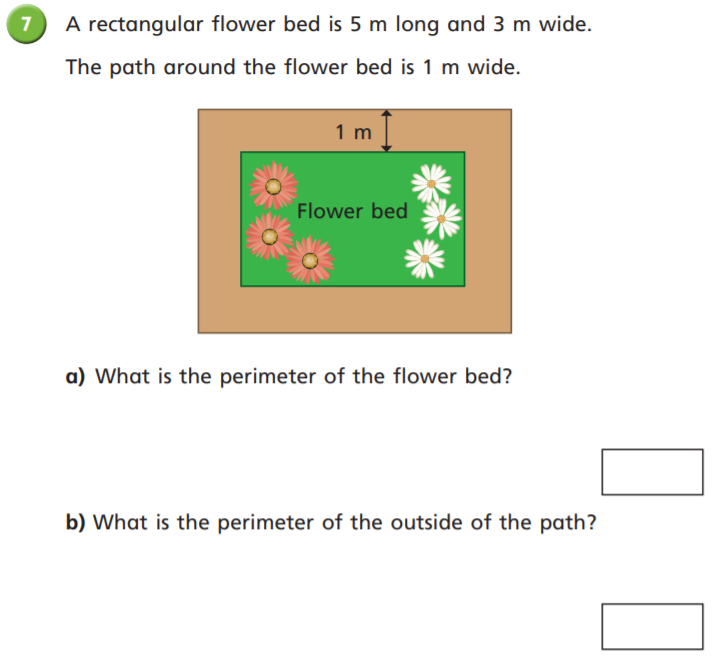 7 A rectangular flower bed is 5 m long and 3 m wide.
The path around the flower bed is 1 m wide.
1 m
Flower bed
a) What is the perimeter of the flower bed?
b) What is the perimeter of the outside of the path?